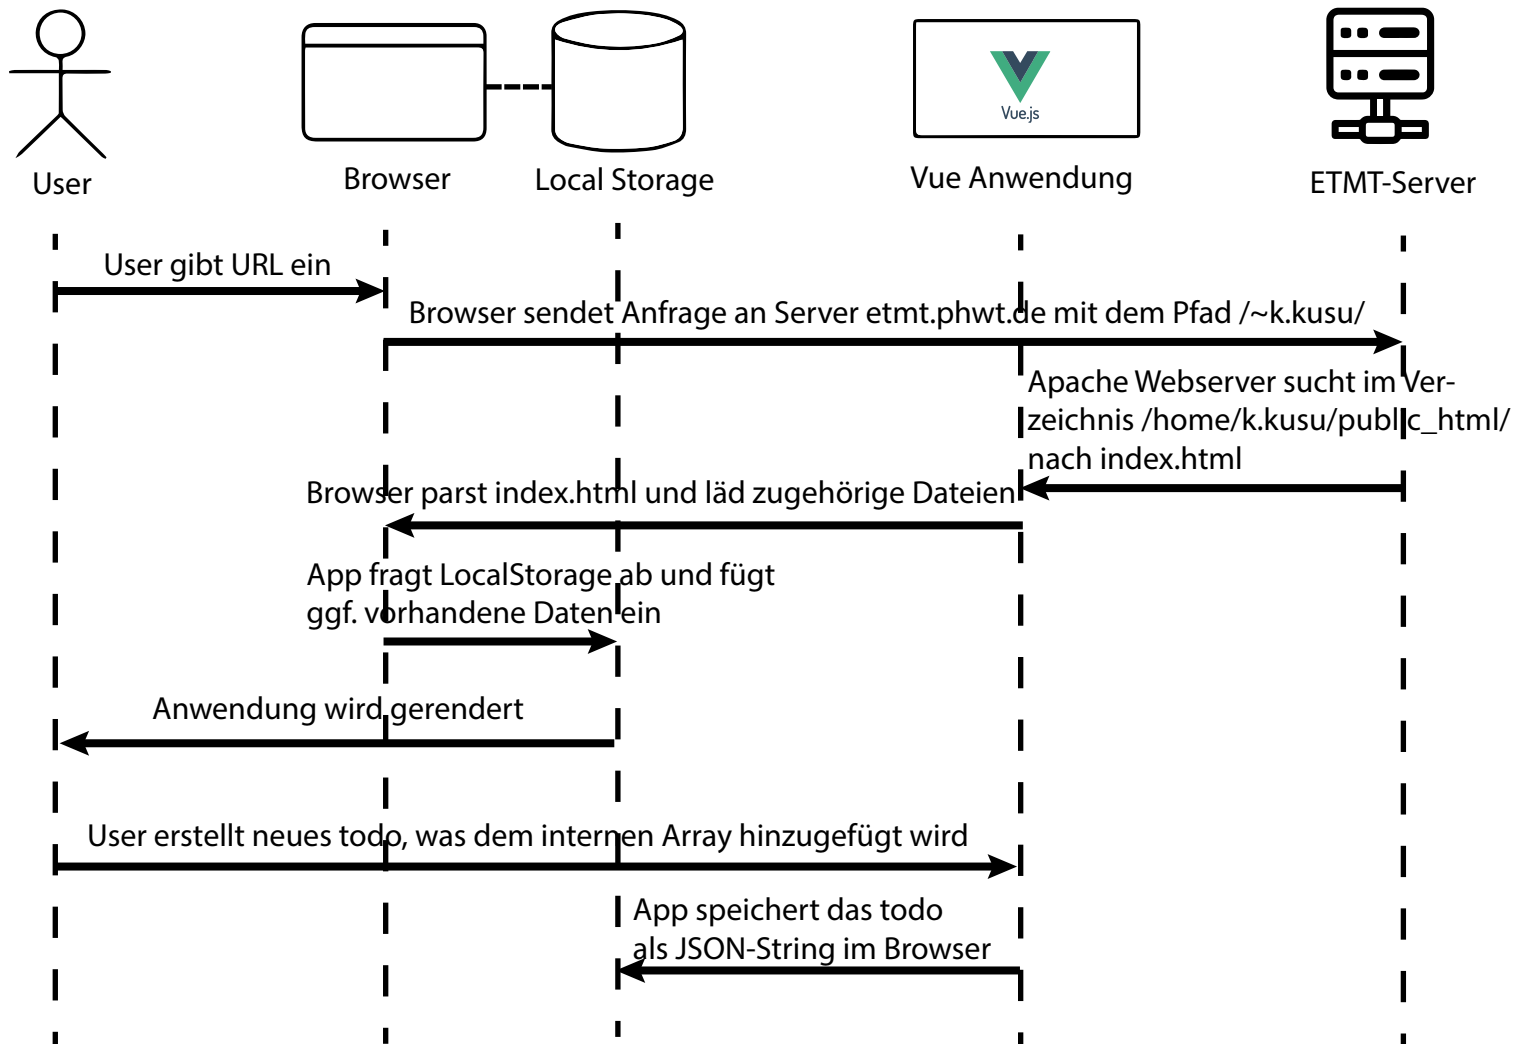 Vue.js
User
Browser
Local Storage
Vue Anwendung
ETMT-Server
User gibt URL ein
Browser sendet Anfrage an Server etmt.phwt.de mit dem Pfad /~k.kusu/
Apache Webserver sucht im Ver-
zeichnis /home/k.kusu/public_html/
nach index.html
Browser parst index.html und läd zugehörige Dateien
App fragt LocalStorage ab und fügt
ggf. vorhandene Daten ein
Anwendung wird gerendert
User erstellt neues todo, was dem internen Array hinzugefügt wird
App speichert das todo
als JSON-String im Browser